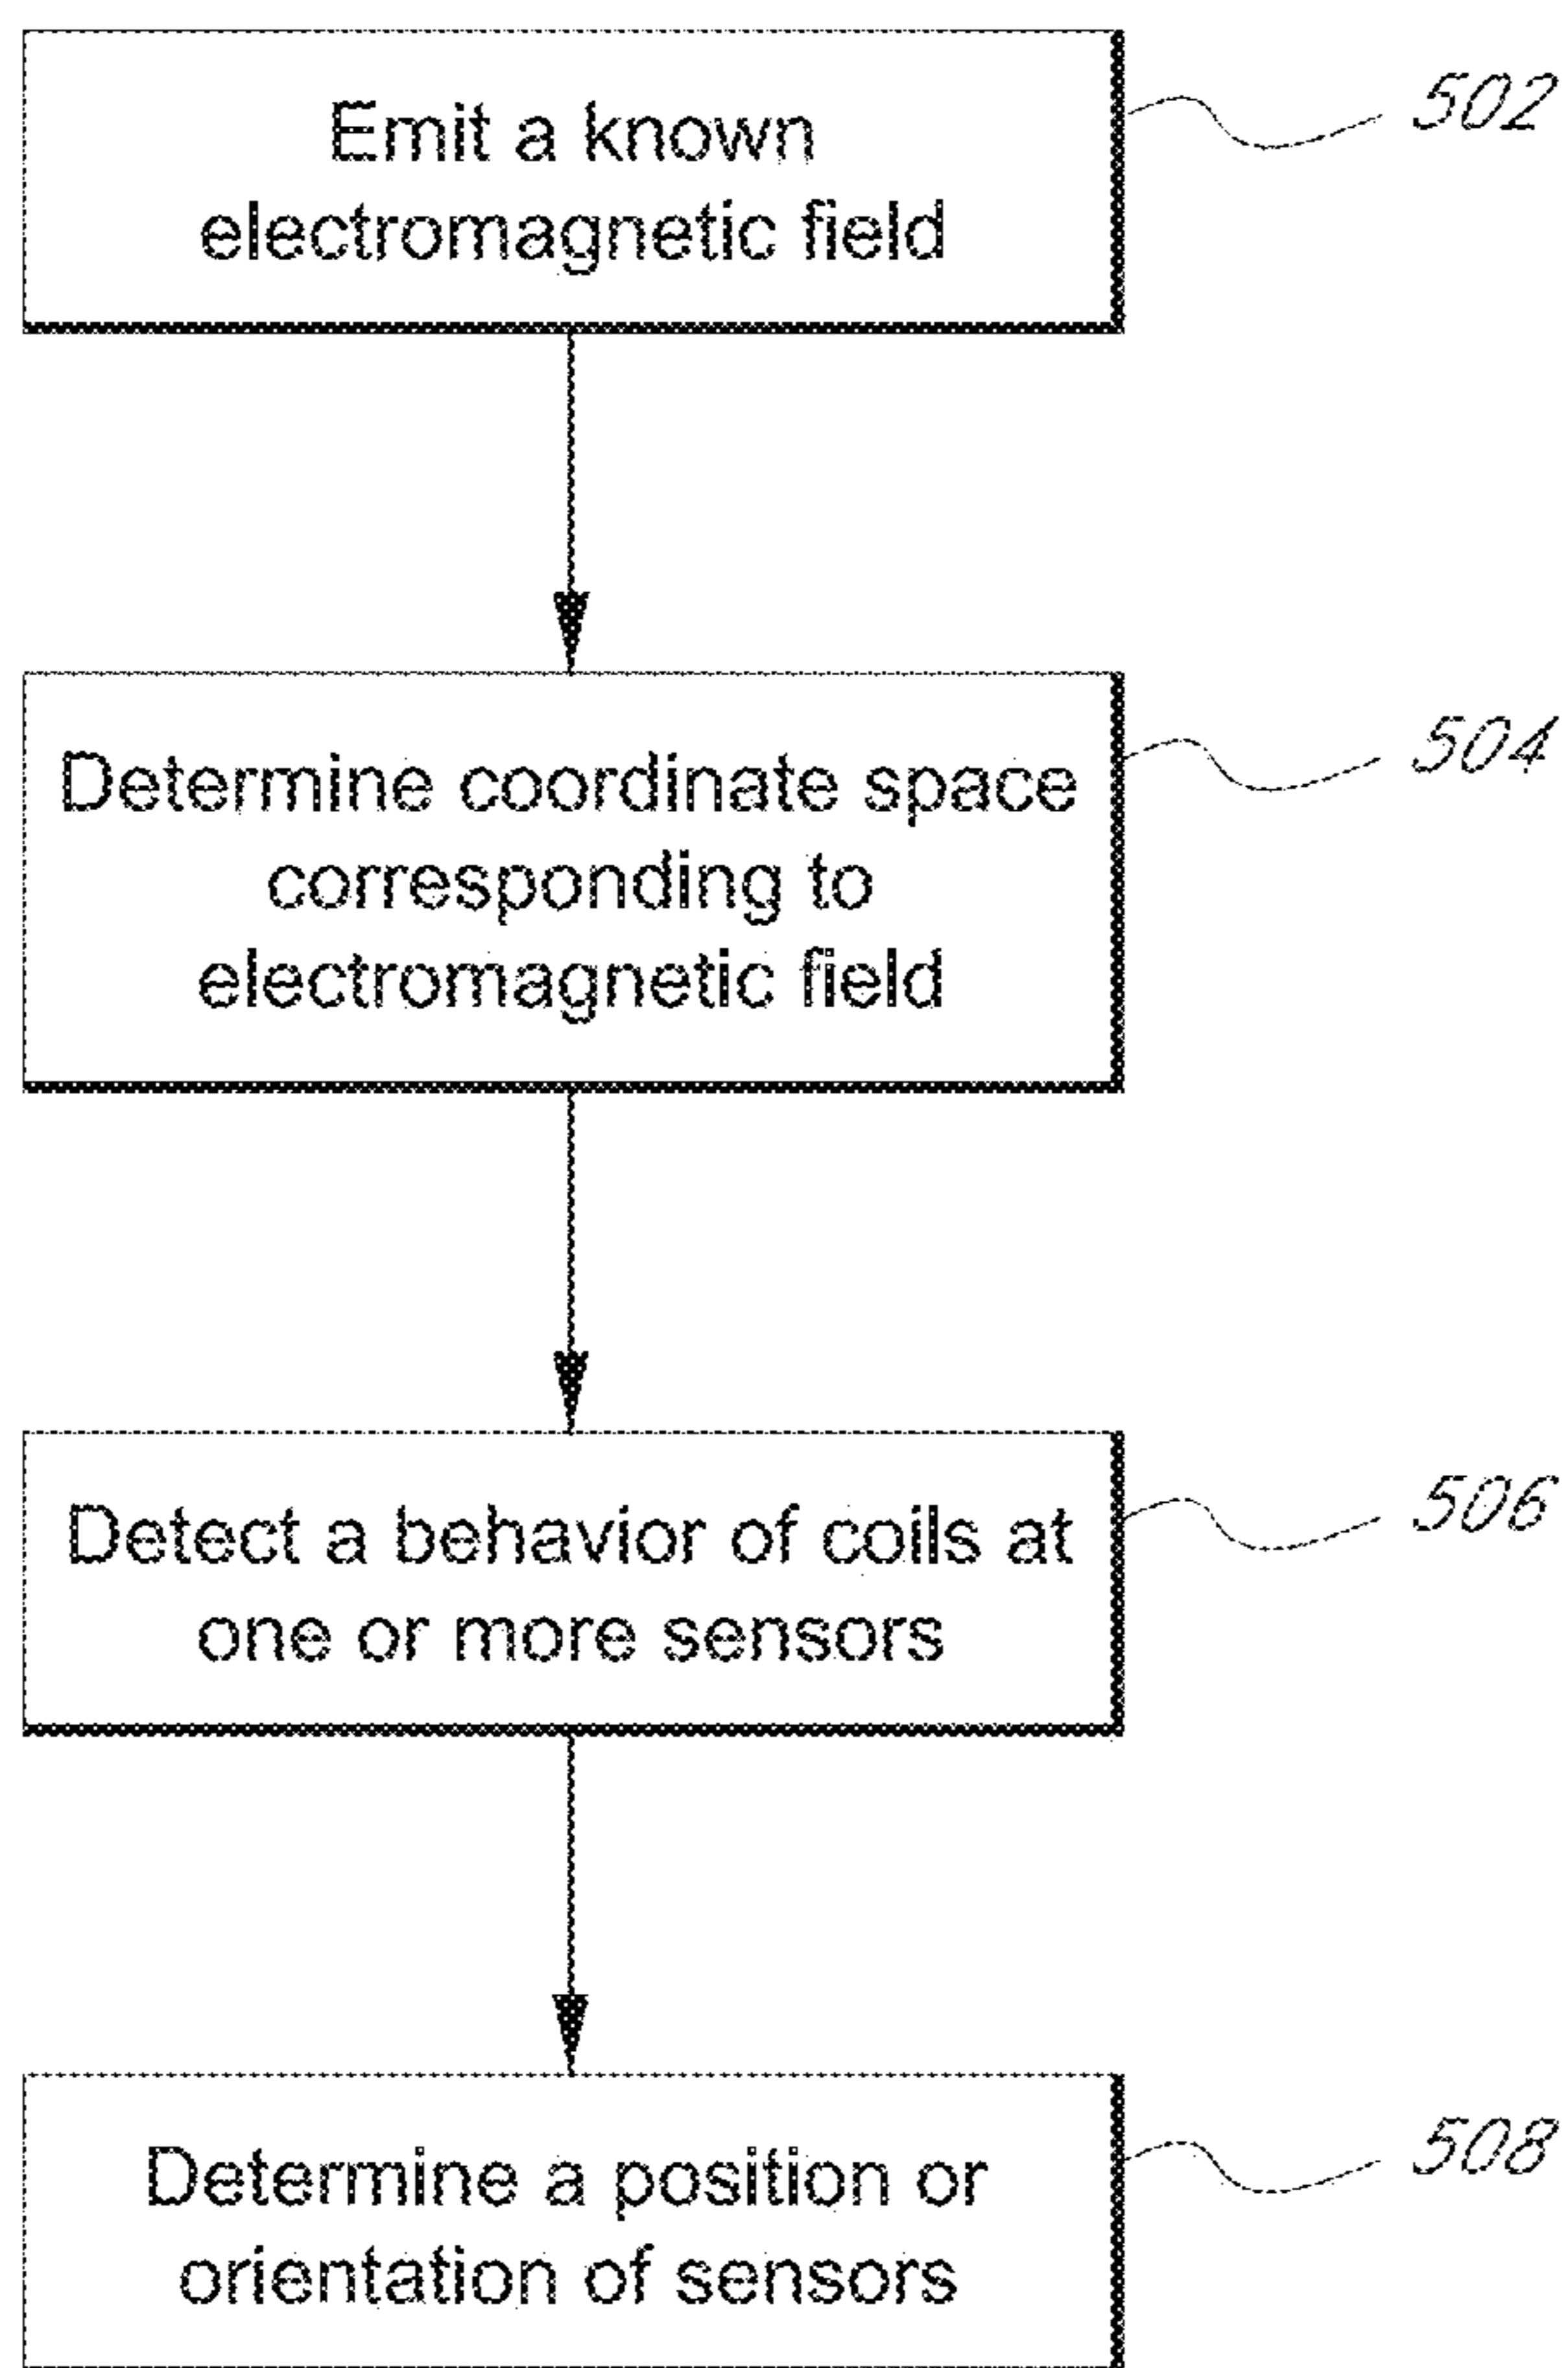 Emit a known
electromagnetic field
502
Determine coordinate space
corresponding to
electromagnetic field
504
Detect a behavior of coils at
one or more sensors
506
Determine a position or
orientation of sensors
508